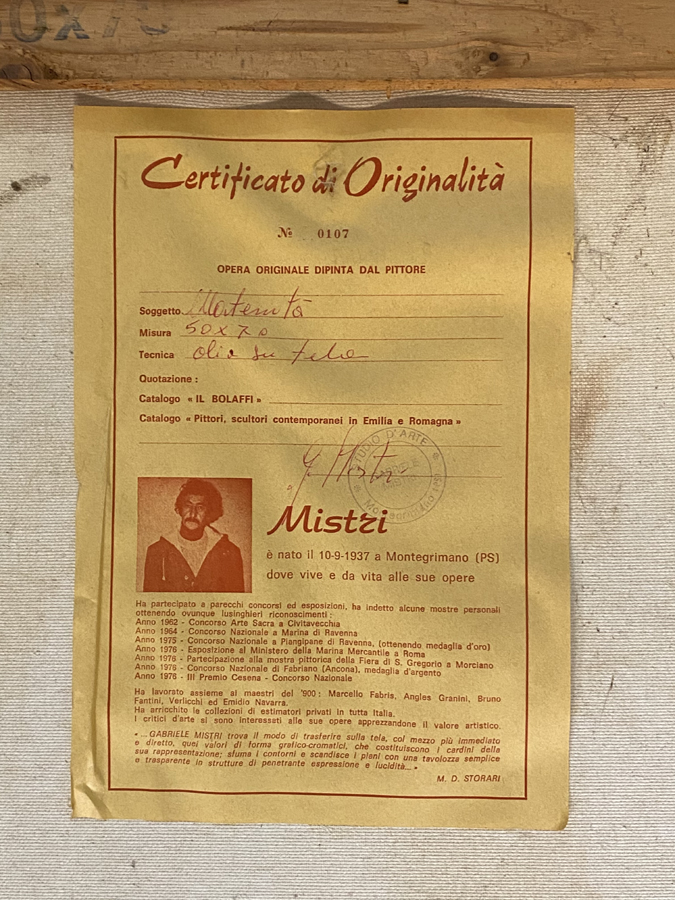 50x70
Certificato di Originalità
№ 0107
OPERA ORIGINALE DIPINTA DAL PITTORE
Soggetto Maternità
Misura 50x70
Tecnica olio su tela
Quotazione :
Catalogo « IL BOLAFFI »
Catalogo « Pittori, scultori contemporanei in Emilia e Romagna »
STUDIO D'ARTE
Mistri
è nato il 10-9-1937 a Montegrimano (PS)
dove vive e da vita alle sue opere
Ha partecipato a parecchi concorsi ed esposizioni, ha indetto alcune mostre personali
ottenendo ovunque lusinghieri riconoscimenti :
Anno 1962 - Concorso Arte Sacra a Civitavecchia
Anno 1964 - Concorso Nazionale a Marina di Ravenna
Anno 1975 - Concorso Nazionale a Piangipane di Ravenna, (ottenendo medaglia d'oro)
Anno 1976 - Esposizione al Ministero della Marina Mercantile a Roma
Anno 1976 - Partecipazione alla mostra pittorica della Fiera di S. Gregorio a Morciano
Anno 1976 - Concorso Nazionale di Fabriano (Ancona), medaglia d'argento
Anno 1976 - III Premio Cesena - Concorso Nazionale
Ha lavorato assieme ai maestri del '900 : Marcello Fabris, Angles Granini, Bruno
Fantini, Verlicchi ed Emidio Navarra.
Ha arricchito le collezioni di estimatori privati in tutta Italia.
I critici d'arte si sono interessati alle sue opere apprezzandone il valore artistico.
« ... GABRIELE MISTRI trova il modo di trasferire sulla tela, col mezzo più immediato
e diretto, quei valori di forma grafico-cromatici, che costituiscono i cardini della
sua rappresentazione; sfuma i contorni e scandisce i piani con una tavolozza semplice
e trasparente in strutture di penetrante espressione e lucidità... »
M. D. STORARI